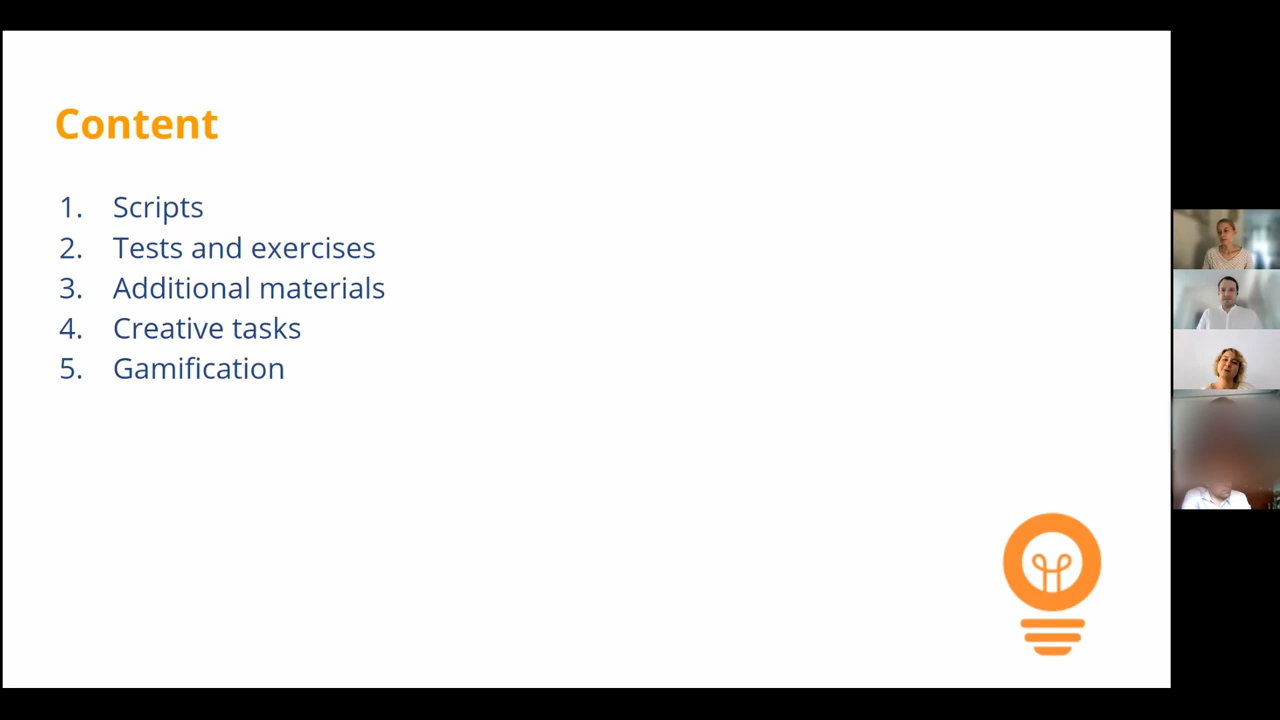 Content
1. Scripts
2. Tests and exercises
3. Additional materials
4. Creative tasks
5. Gamification